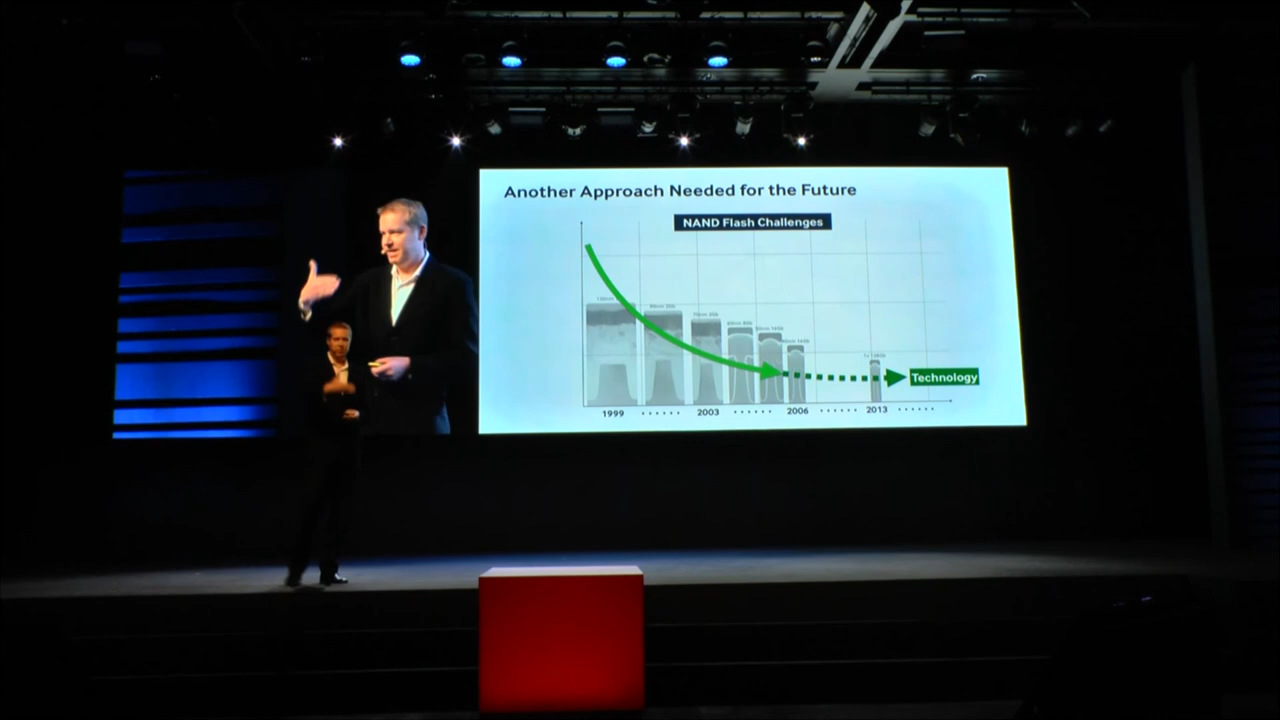 Another Approach Needed for the Future
NAND Flash Challenges
Technology
1999 ...... 2003 ...... 2006 ...... 2013 ......